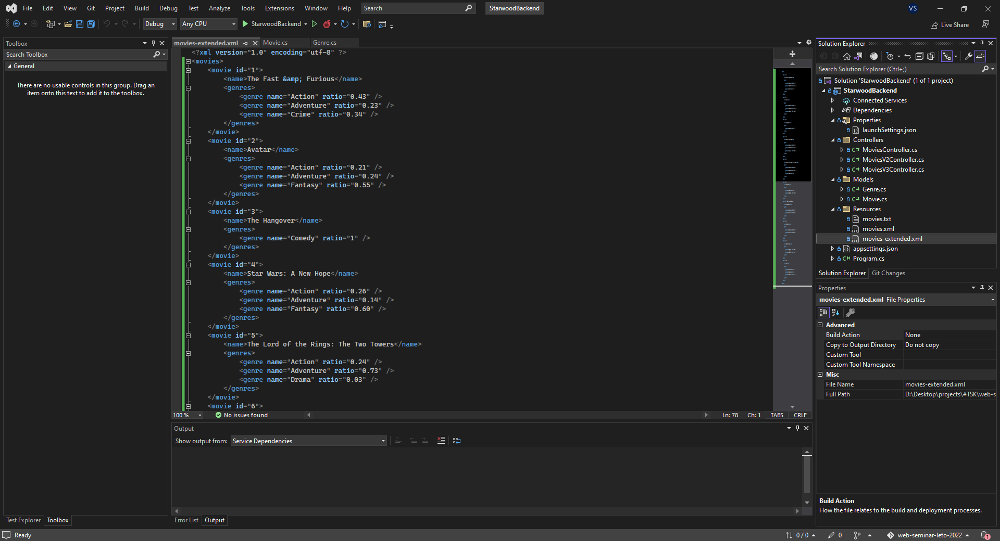 File Edit View Git Project Build Debug Test Analyze Tools Extensions Window Help Search StarwoodBackend VS
Debug Any CPU StarwoodBackend Live Share
Toolbox
Search Toolbox
General
There are no usable controls in this group. Drag an
item onto this text to add it to the toolbox.
Test Explorer Toolbox
movies-extended.xml Movie.cs Genre.cs
<?xml version="1.0" encoding="utf-8" ?>
<movies>
<movie id="1">
<name>The Fast &amp; Furious</name>
<genres>
<genre name="Action" ratio="0.43" />
<genre name="Adventure" ratio="0.23" />
<genre name="Crime" ratio="0.34" />
</genres>
</movie>
<movie id="2">
<name>Avatar</name>
<genres>
<genre name="Action" ratio="0.21" />
<genre name="Adventure" ratio="0.24" />
<genre name="Fantasy" ratio="0.55" />
</genres>
</movie>
<movie id="3">
<name>The Hangover</name>
<genres>
<genre name="Comedy" ratio="1" />
</genres>
</movie>
<movie id="4">
<name>Star Wars: A New Hope</name>
<genres>
<genre name="Action" ratio="0.26" />
<genre name="Adventure" ratio="0.14" />
<genre name="Fantasy" ratio="0.60" />
</genres>
</movie>
<movie id="5">
<name>The Lord of the Rings: The Two Towers</name>
<genres>
<genre name="Action" ratio="0.24" />
<genre name="Adventure" ratio="0.73" />
<genre name="Drama" ratio="0.03" />
</genres>
</movie>
<movie id="6">
100 % No issues found Ln: 78 Ch: 1 TABS CRLF
Output
Show output from: Service Dependencies
Error List Output
Solution Explorer
Search Solution Explorer (Ctrl+;)
Solution 'StarwoodBackend' (1 of 1 project)
StarwoodBackend
Connected Services
Dependencies
Properties
launchSettings.json
Controllers
C# MoviesController.cs
C# MoviesV2Controller.cs
C# MoviesV3Controller.cs
Models
C# Genre.cs
C# Movie.cs
Resources
movies.txt
movies.xml
movies-extended.xml
appsettings.json
C# Program.cs
Solution Explorer Git Changes
Properties
movies-extended.xml File Properties
Advanced
Build Action None
Copy to Output Directory Do not copy
Custom Tool
Custom Tool Namespace
Misc
File Name movies-extended.xml
Full Path D:\Desktop\projects\#TSK\web-s
Build Action
How the file relates to the build and deployment processes.
Ready 0 / 0 0 web-seminar-leto-2022 1